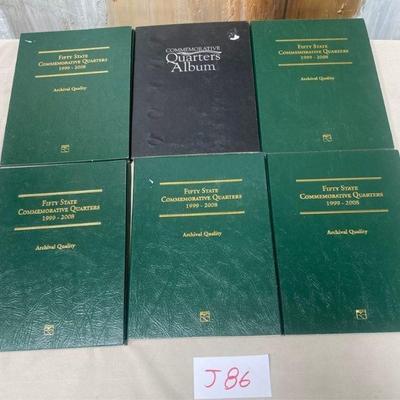 FIFTY STATE
COMMEMORATIVE QUARTERS
1999 - 2008
Archival Quality
COMMEMORATIVE
Quarters
Album
FIFTY STATE
COMMEMORATIVE QUARTERS
1999 - 2008
Archival Quality
FIFTY STATE
COMMEMORATIVE QUARTERS
1999 - 2008
Archival Quality
FIFTY STATE
COMMEMORATIVE QUARTERS
1999 - 2008
Archival Quality
FIFTY STATE
COMMEMORATIVE QUARTERS
1999 - 2008
Archival Quality
J86